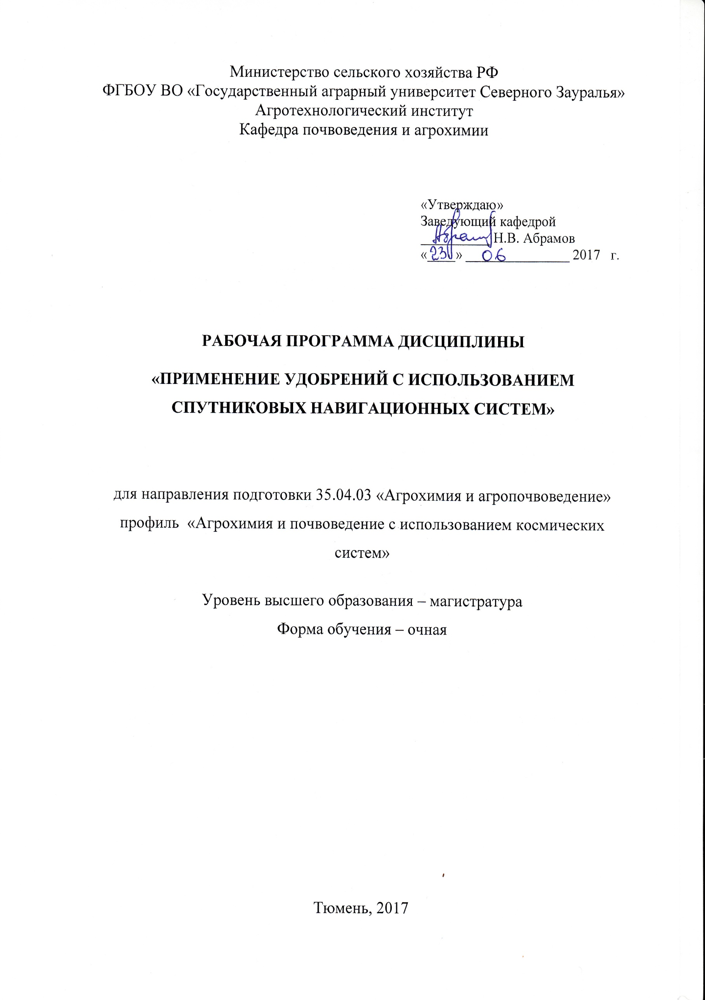 Министерство сельского хозяйства РФ
ФГБОУ ВО «Государственный аграрный университет Северного Зауралья»
Агротехнологический институт
Кафедра почвоведения и агрохимии
«Утверждаю»
Заведующий кафедрой
Н.В. Абрамов
«23» 06 2017 г.
РАБОЧАЯ ПРОГРАММА ДИСЦИПЛИНЫ
«ПРИМЕНЕНИЕ УДОБРЕНИЙ С ИСПОЛЬЗОВАНИЕМ
СПУТНИКОВЫХ НАВИГАЦИОННЫХ СИСТЕМ»
для направления подготовки 35.04.03 «Агрохимия и агропочвоведение»
профиль «Агрохимия и почвоведение с использованием космических
систем»
Уровень высшего образования – магистратура
Форма обучения – очная
Тюмень, 2017